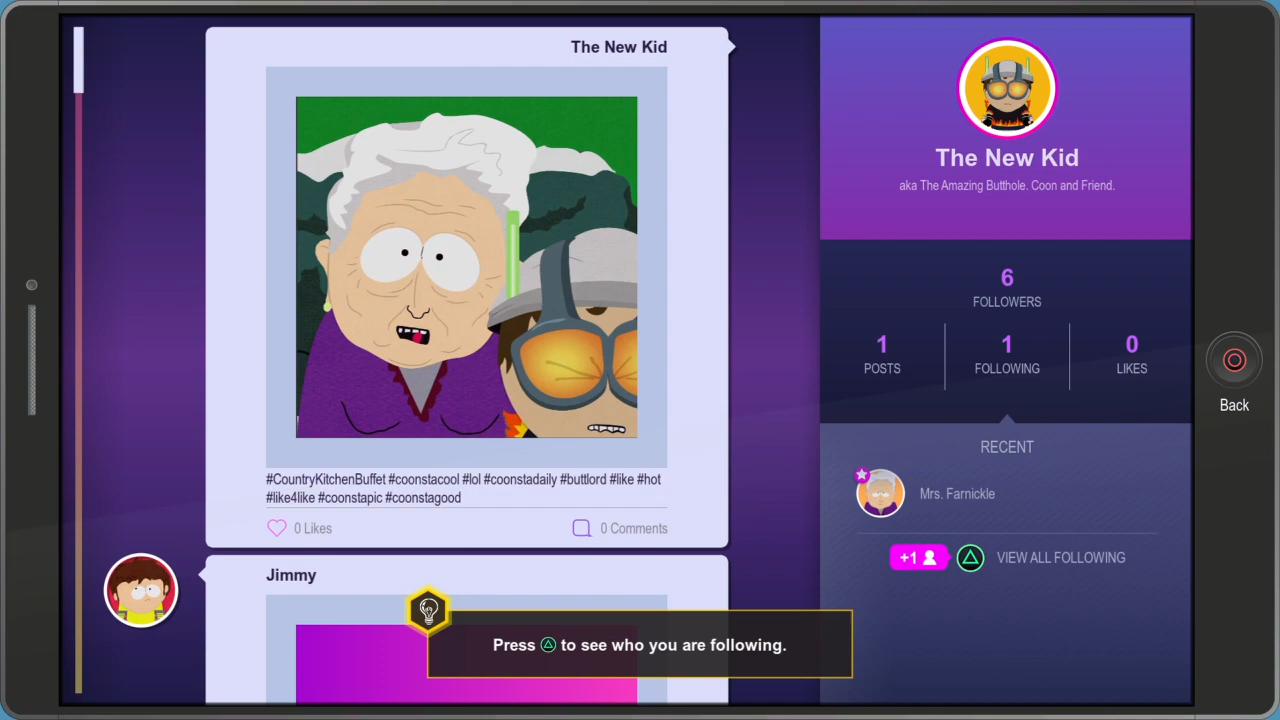 The New Kid
#CountryKitchenBuffet #coonstacool #lol #coonstadaily #buttlord #like #hot
#like4like #coonstapic #coonstagood
0 Likes
0 Comments
Jimmy
Press to see who you are following.
The New Kid
aka The Amazing Butthole. Coon and Friend.
6
FOLLOWERS
1
POSTS
1
FOLLOWING
0
LIKES
RECENT
Mrs. Farnickle
+1
VIEW ALL FOLLOWING
Back